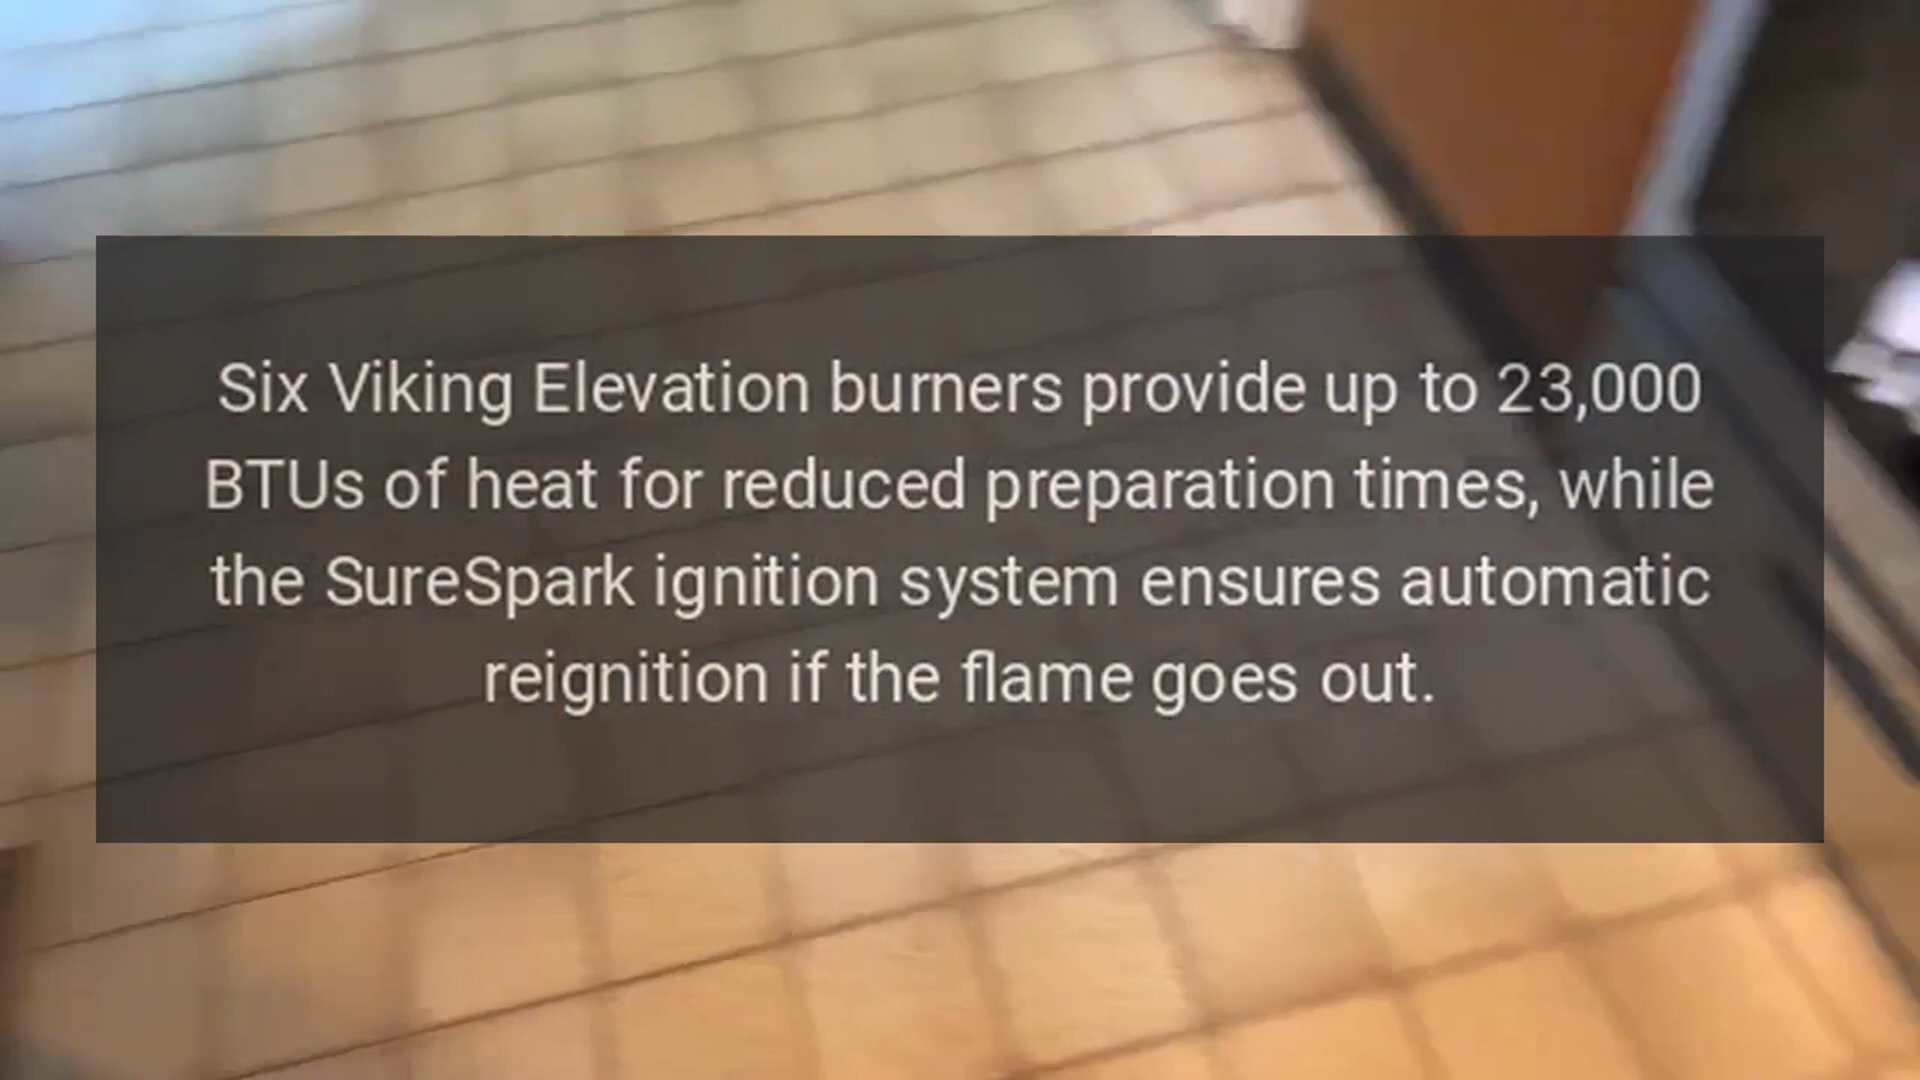 Six Viking Elevation burners provide up to 23,000
BTUs of heat for reduced preparation times, while
the SureSpark ignition system ensures automatic
reignition if the flame goes out.